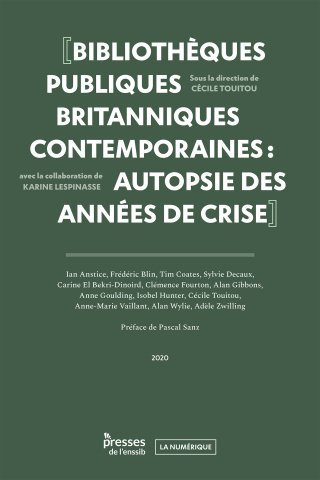 [BIBLIOTHÈQUES
PUBLIQUES
Sous la direction de
CÉCILE TOUITOU
BRITANNIQUES
CONTEMPORAINES :
avec la collaboration de
KARINE LESPINASSE
AUTOPSIE DES
ANNÉES DE CRISE]
Ian Anstice, Frédéric Blin, Tim Coates, Sylvie Decaux,
Carine El Bekri-Dinoird, Clémence Fourton, Alan Gibbons,
Anne Goulding, Isobel Hunter, Cécile Touitou,
Anne-Marie Vaillant, Alan Wylie, Adèle Zwilling
Préface de Pascal Sanz
2020
presses
de l'enssib
LA NUMÉRIQUE